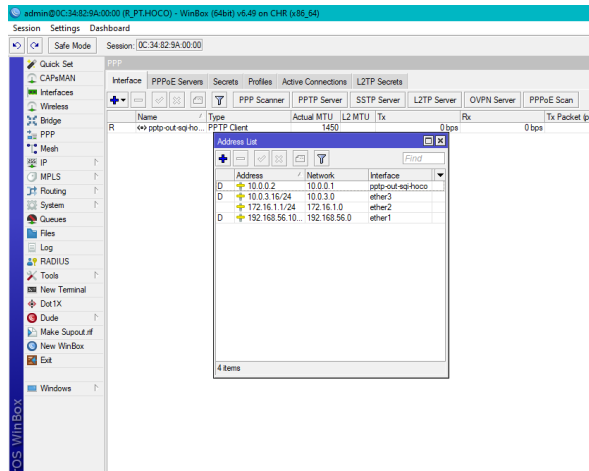 admin@0C:34:82:9A:00:00 (R_PT.HOCO) - WinBox (64bit) v6.49 on CHR (x86_64)
Session Settings Dashboard
Safe Mode Session: 0C:34:82:9A:00:00
Quick Set
CAPsMAN
Interfaces
Wireless
Bridge
PPP
Mesh
IP
MPLS
Routing
System
Queues
Files
Log
RADIUS
Tools
New Terminal
Dot1X
Dude
Make Supout.rif
New WinBox
Exit
Windows
PPP
Interface PPPoE Servers Secrets Profiles Active Connections L2TP Secrets
PPP Scanner PPTP Server SSTP Server L2TP Server OVPN Server PPPoE Scan
Name Type Actual MTU L2 MTU Tx Rx Tx Packet (p
R pptp-out-sqi-ho... PPTP Client 1450 0 bps 0 bps
Address List
Find
Address Network Interface
D 10.0.0.2 10.0.0.1 pptp-out-sqi-hoco
D 10.0.3.16/24 10.0.3.0 ether3
172.16.1.1/24 172.16.1.0 ether2
D 192.168.56.10... 192.168.56.0 ether1
4 items
OS WinBox